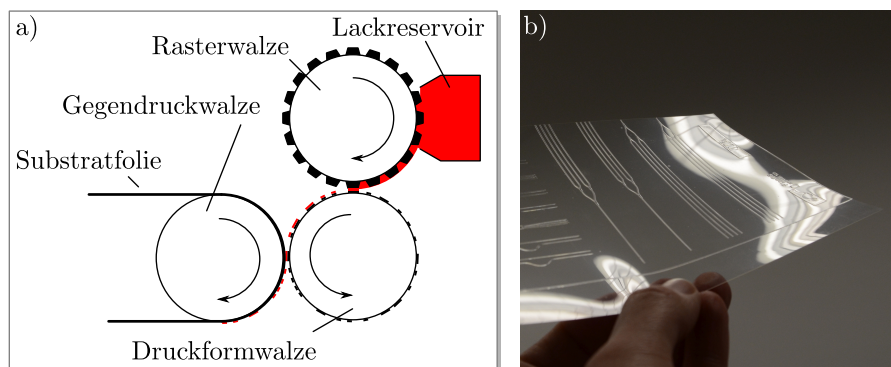 a)
Rasterwalze
Lackreservoir
Gegendruckwalze
Substratfolie
Druckformwalze
b)